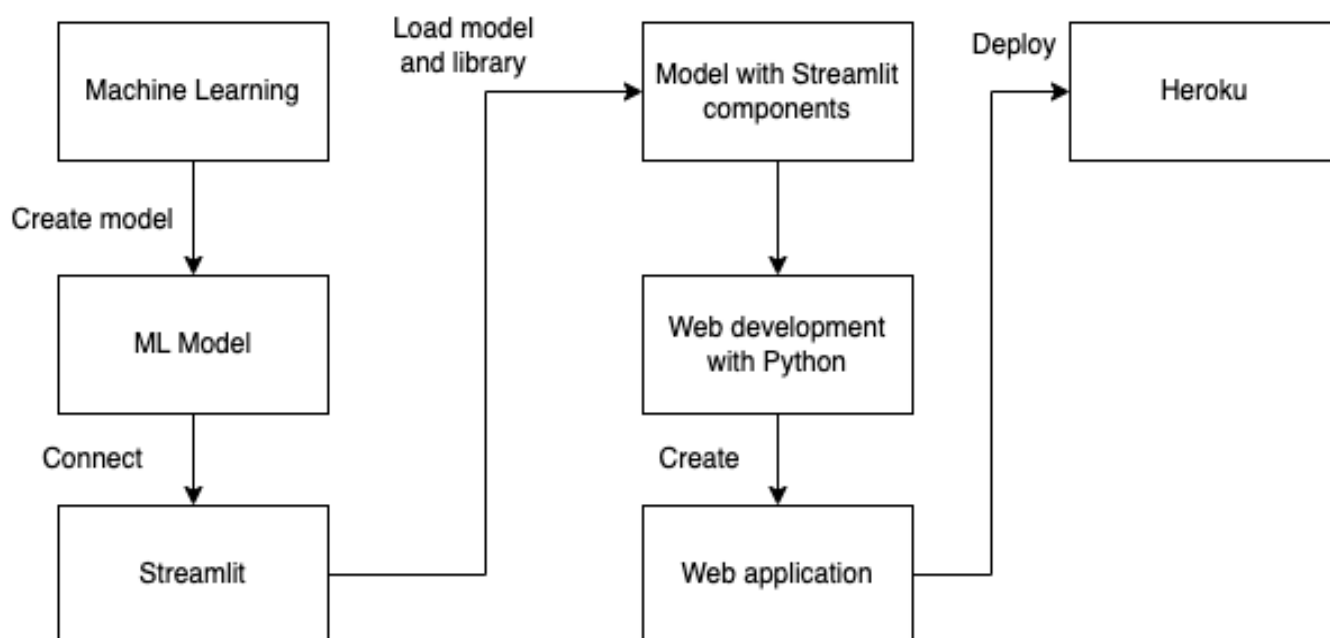 Machine Learning
Create model
ML Model
Connect
Streamlit
Load model
and library
Model with Streamlit
components
Web development
with Python
Create
Web application
Deploy
Heroku